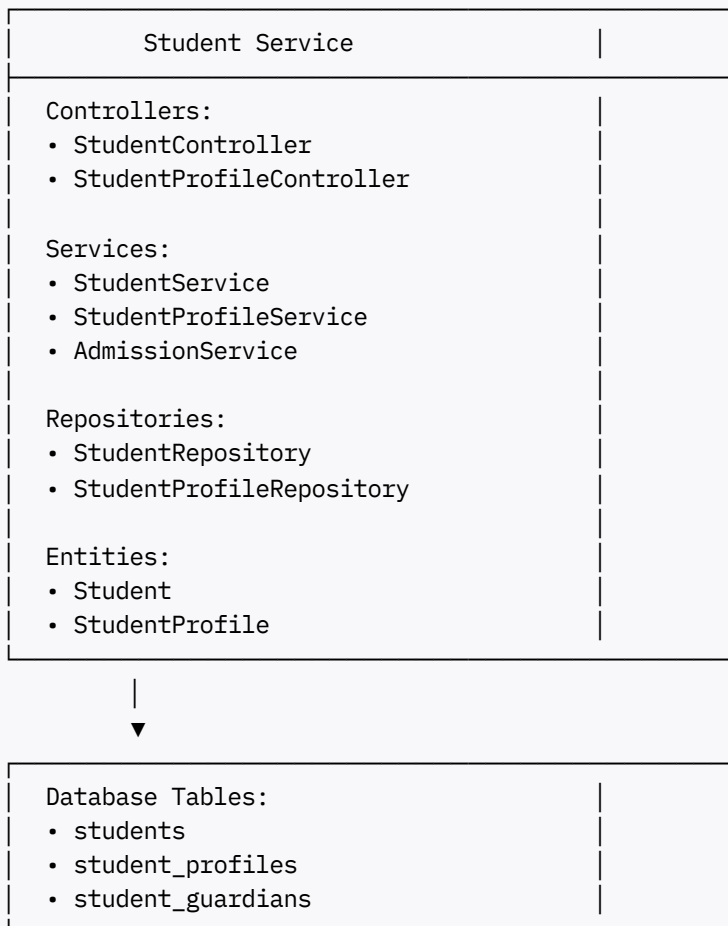 Student Service
Controllers:
• StudentController
• StudentProfileController
Services:
• StudentService
• StudentProfileService
• AdmissionService
Repositories:
• StudentRepository
• StudentProfileRepository
Entities:
• Student
• StudentProfile
Database Tables:
• students
• student_profiles
• student_guardians